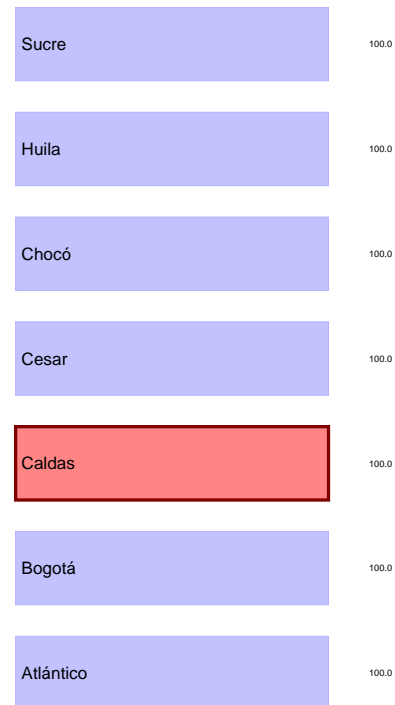 Sucre 100.0
Huila 100.0
Chocó 100.0
Cesar 100.0
Caldas 100.0
Bogotá 100.0
Atlántico 100.0